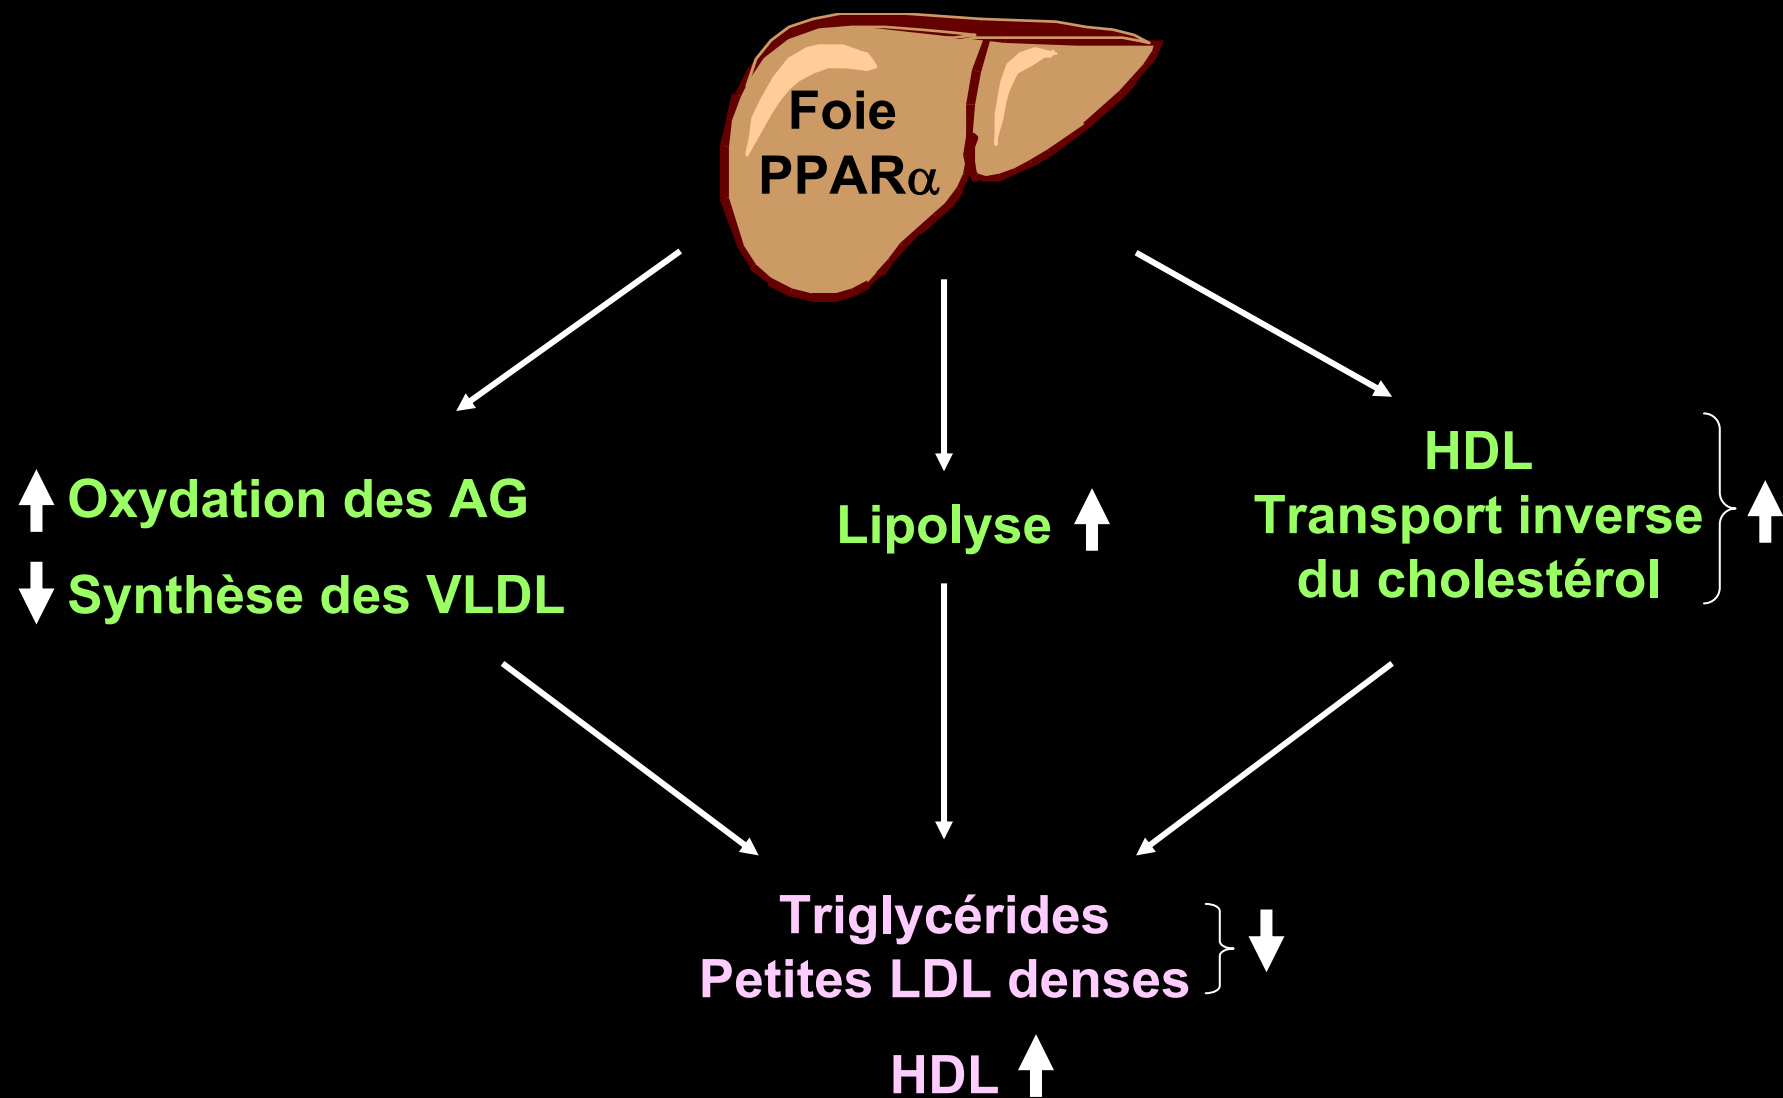 Foie
PPARα
Oxydation des AG
Synthèse des VLDL
Lipolyse
HDL
Transport inverse
du cholestérol
Triglycérides
Petites LDL denses
HDL